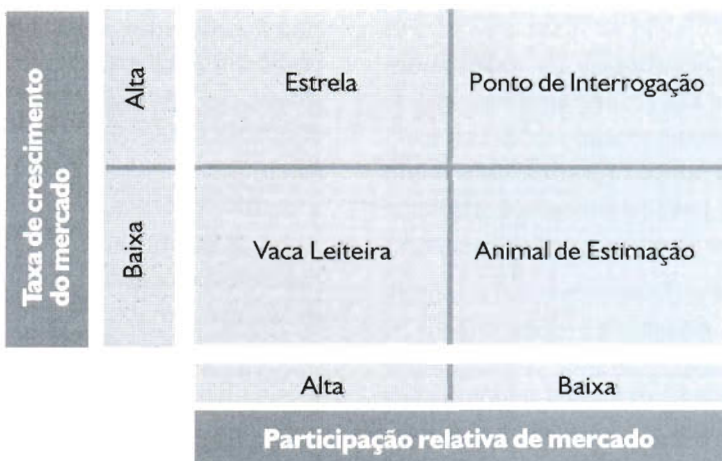 Taxa de crescimento
do mercado
Alta
Estrela
Ponto de Interrogação
Baixa
Vaca Leiteira
Animal de Estimação
Alta
Baixa
Participação relativa de mercado